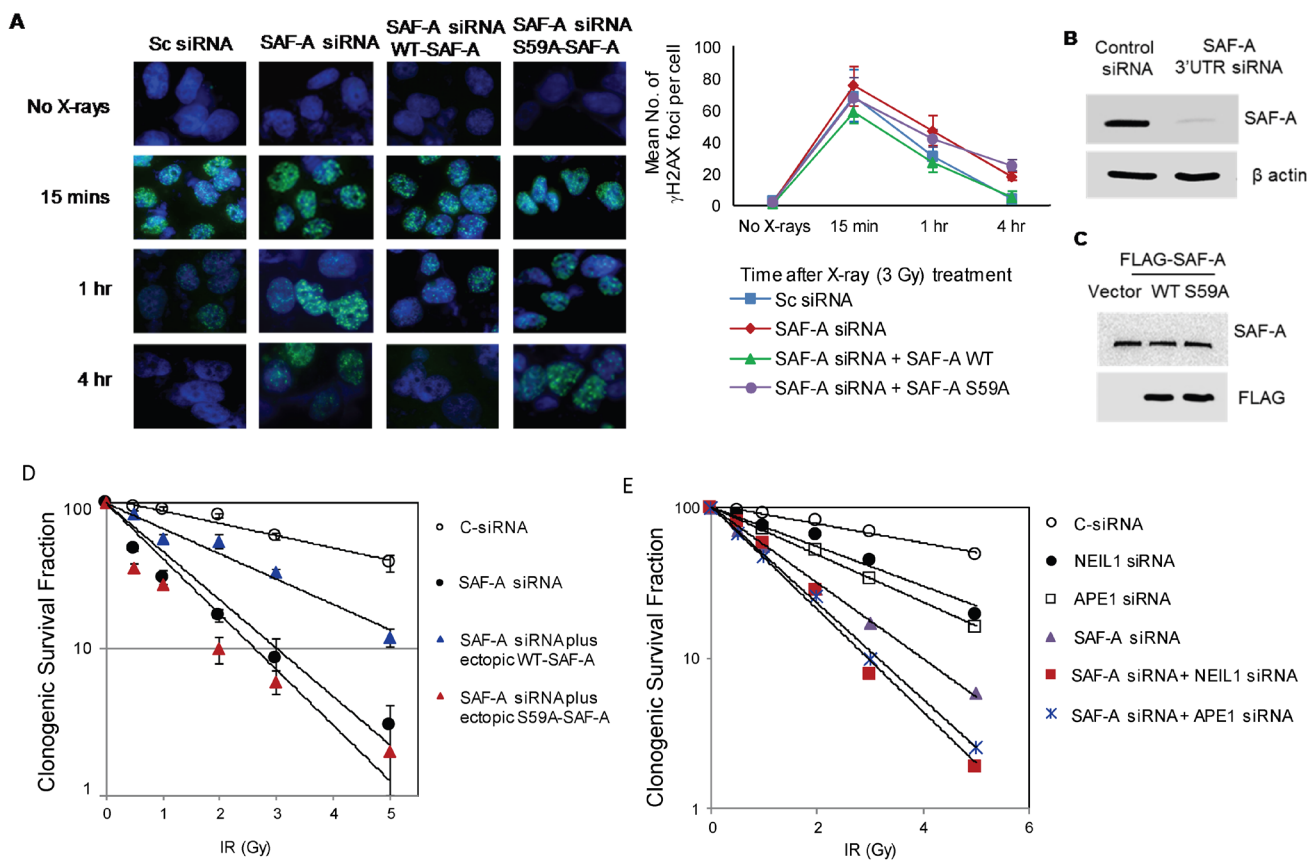 A
Sc siRNA
SAF-A siRNA
SAF-A siRNA
WT-SAF-A
SAF-A siRNA
S59A-SAF-A
No X-rays
15 mins
1 hr
4 hr
Mean No. of
γH2AX foci per cell
100
80
60
40
20
0
No X-rays
15 min
1 hr
4 hr
Time after X-ray (3 Gy) treatment
Sc siRNA
SAF-A siRNA
SAF-A siRNA + SAF-A WT
SAF-A siRNA + SAF-A S59A
B
Control
siRNA
SAF-A
3'UTR siRNA
SAF-A
β actin
C
FLAG-SAF-A
Vector WT S59A
SAF-A
FLAG
D
Clonogenic Survival Fraction
100
10
1
0 1 2 3 4 5
IR (Gy)
C-siRNA
SAF-A siRNA
SAF-A siRNA plus
ectopic WT-SAF-A
SAF-A siRNA plus
ectopic S59A-SAF-A
E
Clonogenic Survival Fraction
100
10
1
0 2 4 6
IR (Gy)
C-siRNA
NEIL1 siRNA
APE1 siRNA
SAF-A siRNA
SAF-A siRNA + NEIL1 siRNA
SAF-A siRNA + APE1 siRNA